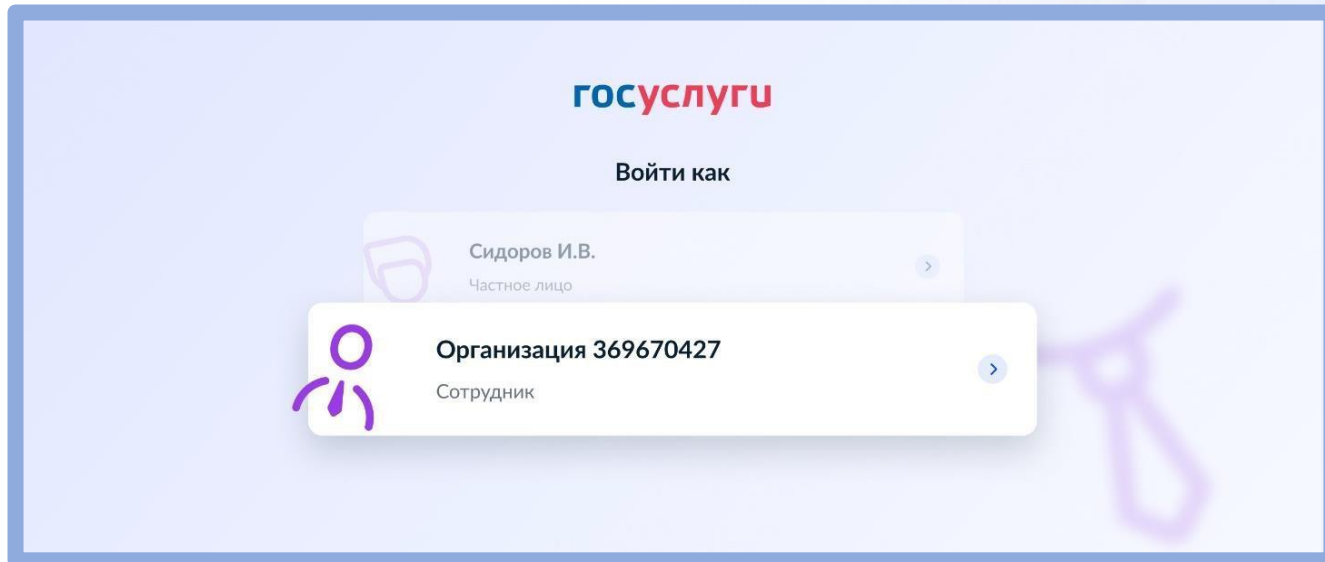 госуслуги
Войти как
Сидоров И.В.
Частное лицо
Организация 369670427
Сотрудник